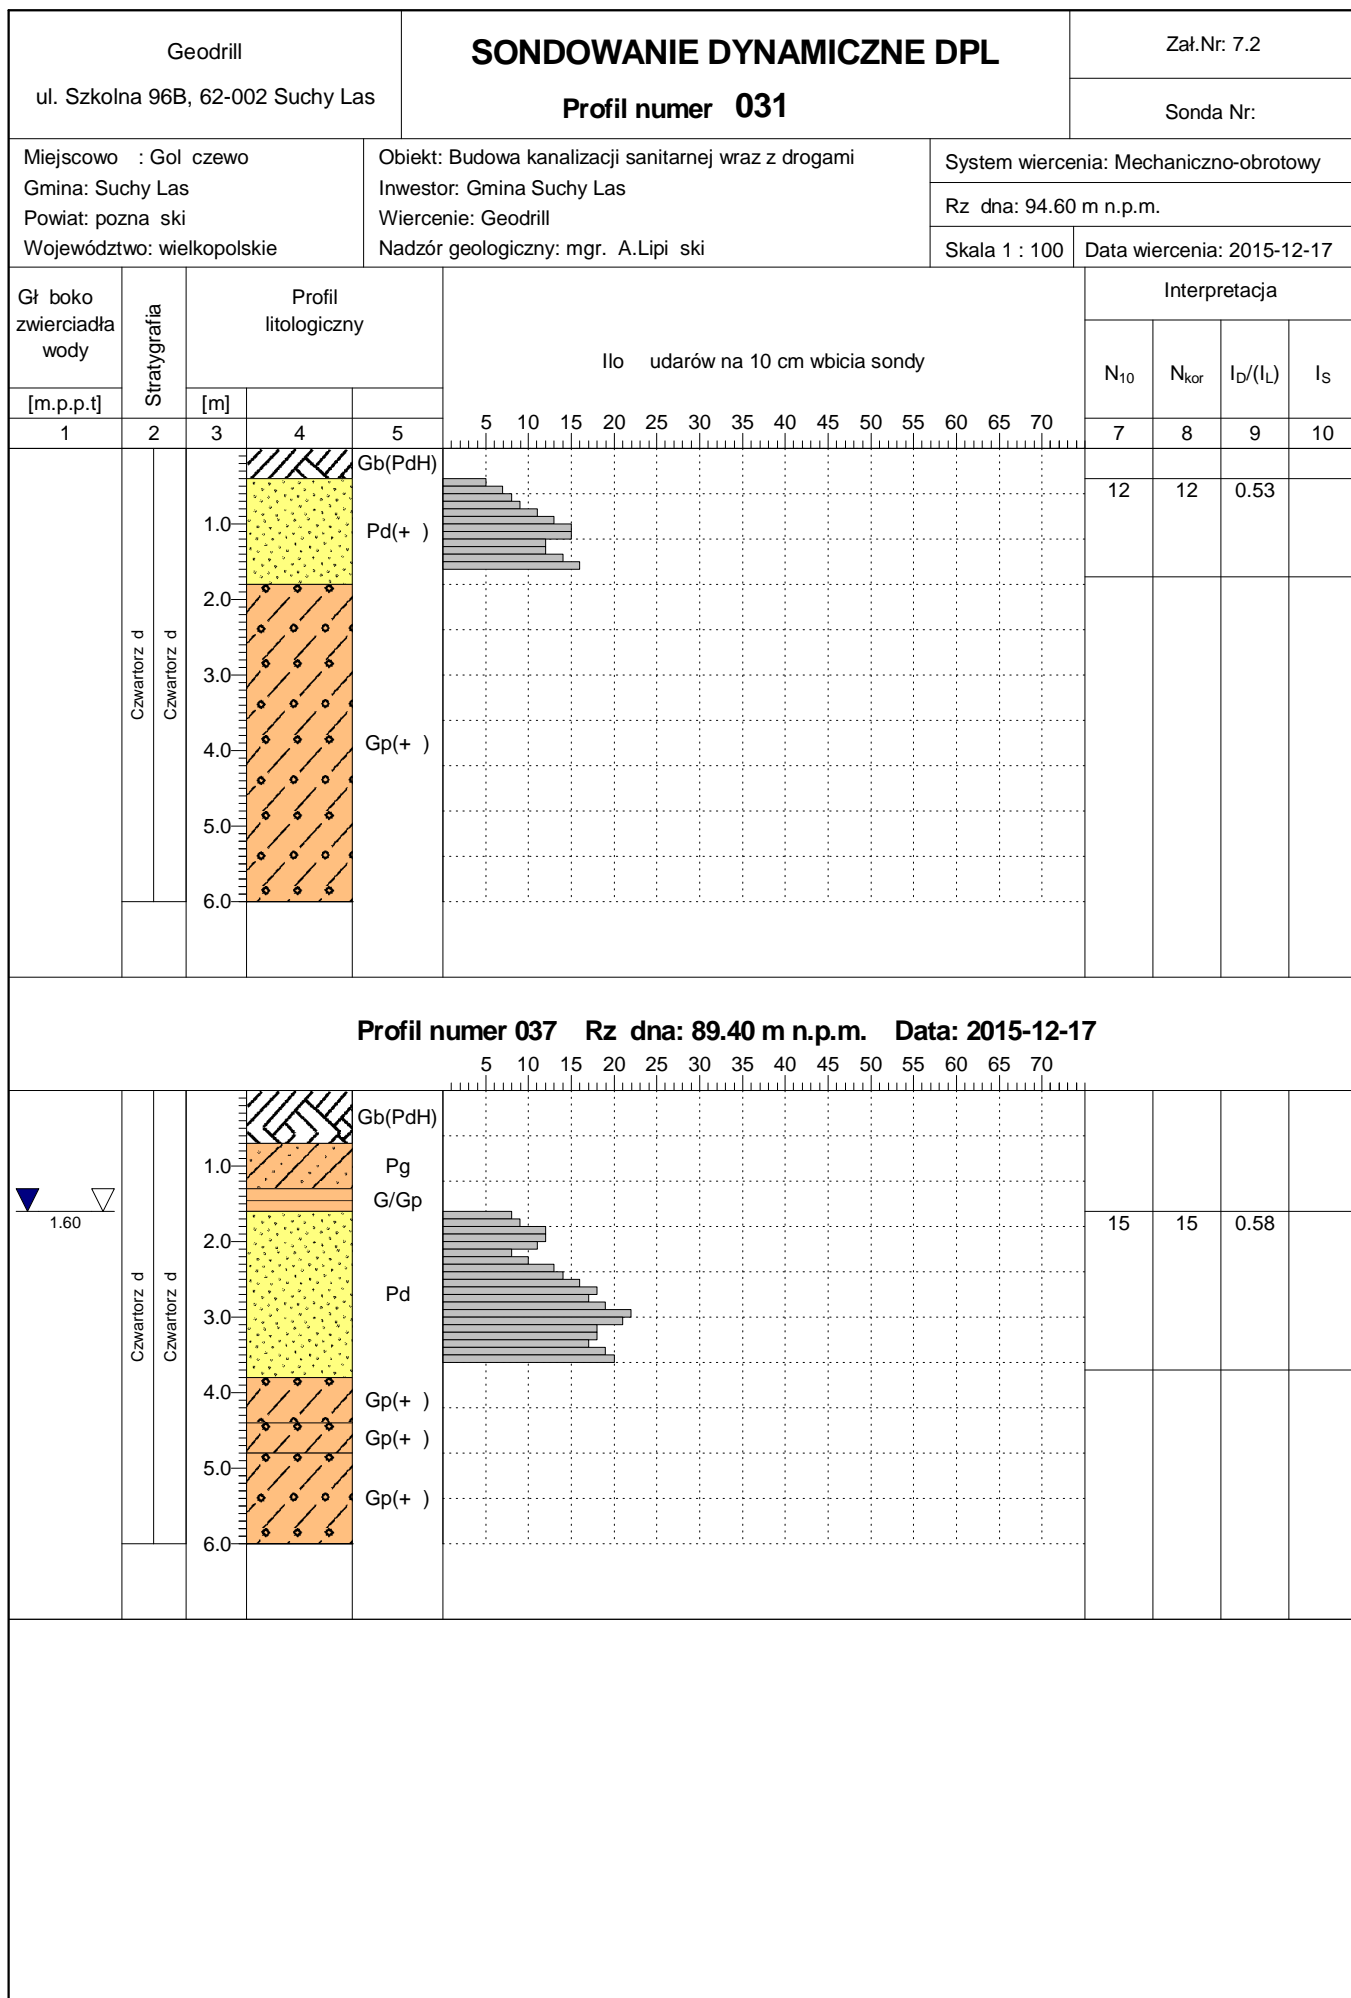 Geodrill
ul. Szkolna 96B, 62-002 Suchy Las
SONDOWANIE DYNAMICZNE DPL
Profil numer 031
Zał.Nr: 7.2
Sonda Nr:
Miejscowo : Gol czewo
Gmina: Suchy Las
Powiat: pozna ski
Województwo: wielkopolskie
Obiekt: Budowa kanalizacji sanitarnej wraz z drogami
Inwestor: Gmina Suchy Las
Wiercenie: Geodrill
Nadzór geologiczny: mgr. A.Lipi ski
System wiercenia: Mechaniczno-obrotowy
Rz dna: 94.60 m n.p.m.
Skala 1 : 100
Data wiercenia: 2015-12-17
Gł boko
zwierciadła
wody
[m.p.p.t]
Stratygrafia
Profil
litologiczny
[m]
Ilo udarów na 10 cm wbicia sondy
Interpretacja
N10 Nkor ID/(IL) IS
1 2 3 4 5
5 10 15 20 25 30 35 40 45 50 55 60 65 70
7 8 9 10
Gb(PdH)
12 12 0.53
1.0
Pd(+ )
2.0
Czwartorz d
Czwartorz d
3.0
Gp(+ )
4.0
5.0
6.0
Profil numer 037 Rz dna: 89.40 m n.p.m. Data: 2015-12-17
5 10 15 20 25 30 35 40 45 50 55 60 65 70
Gb(PdH)
1.0
Pg
G/Gp
1.60
15 15 0.58
2.0
Czwartorz d
Czwartorz d
Pd
3.0
4.0
Gp(+ )
Gp(+ )
5.0
Gp(+ )
6.0